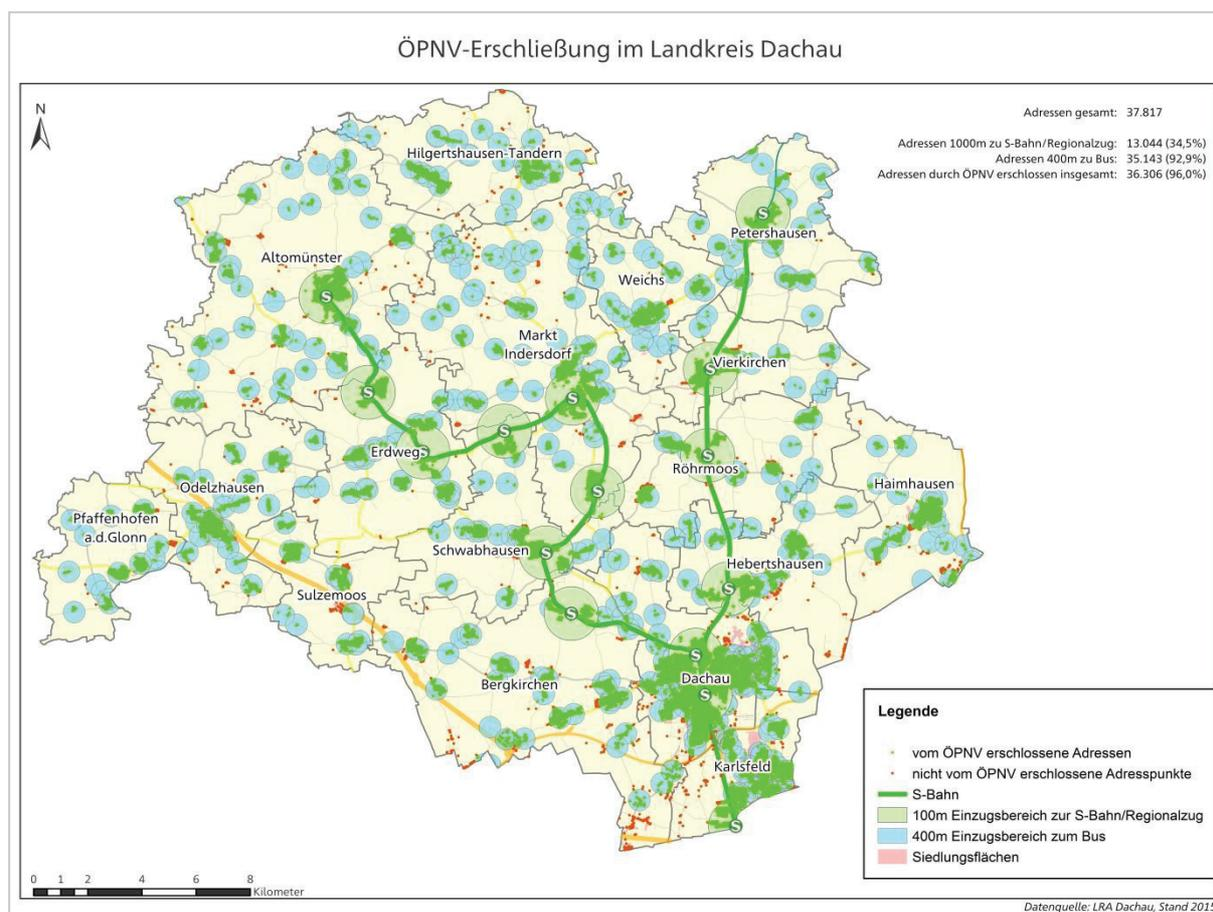 ÖPNV-Erschließung im Landkreis Dachau
N
Adressen gesamt: 37.817
Adressen 1000m zu S-Bahn/Regionalzug: 13.044 (34,5%)
Adressen 400m zu Bus: 35.143 (92,9%)
Adressen durch ÖPNV erschlossen insgesamt: 36.306 (96,0%)
Hilgertshausen-Tandern
S
Petershausen
Altomünster
Weichs
S
Markt
Indersdorf
Vierkirchen
S
S
S
S
Erdweg
S
Röhrmoos
S
Odelzhausen
Haimhausen
S
Pfaffenhofen
a.d.Glonn
Schwabhausen
S
Hebertshausen
Sulzemoos
S
S
S
Dachau
Bergkirchen
S
Karlsfeld
S
Legende
vom ÖPNV erschlossene Adressen
nicht vom ÖPNV erschlossene Adresspunkte
S-Bahn
100m Einzugsbereich zur S-Bahn/Regionalzug
400m Einzugsbereich zum Bus
Siedlungsflächen
0 1 2 4 6 8
Kilometer
Datenquelle: LRA Dachau, Stand 2015